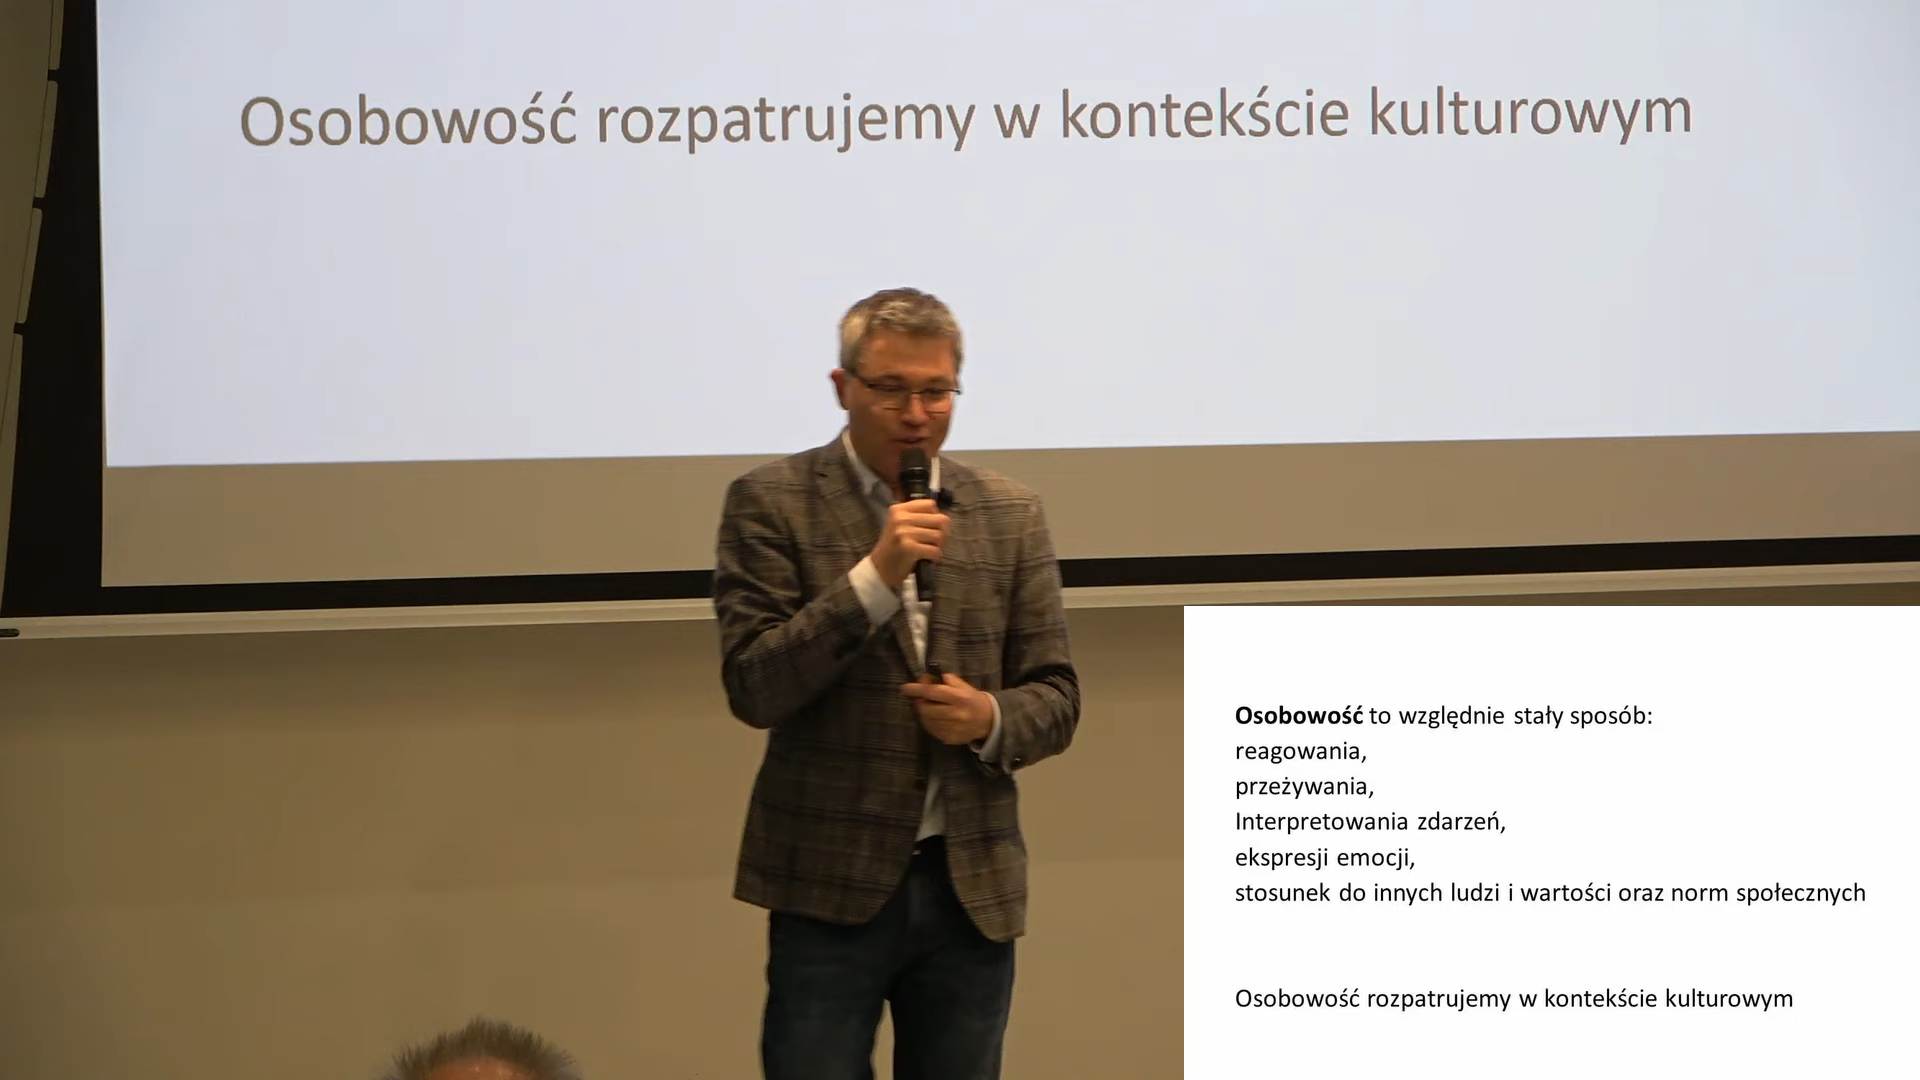 Osobowość rozpatrujemy w kontekście kulturowym
Osobowość to względnie stały sposób:
reagowania,
przeżywania,
Interpretowania zdarzeń,
ekspresji emocji,
stosunek do innych ludzi i wartości oraz norm społecznych
Osobowość rozpatrujemy w kontekście kulturowym